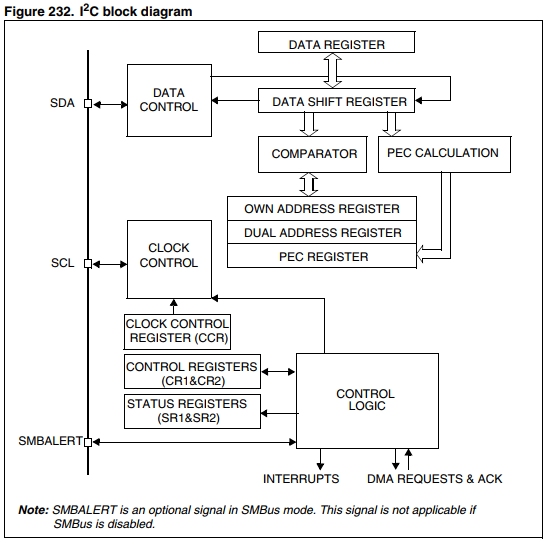 Figure 232. I²C block diagram
DATA REGISTER
SDA
DATA
CONTROL
DATA SHIFT REGISTER
COMPARATOR
PEC CALCULATION
OWN ADDRESS REGISTER
DUAL ADDRESS REGISTER
PEC REGISTER
SCL
CLOCK
CONTROL
CLOCK CONTROL
REGISTER (CCR)
CONTROL REGISTERS
(CR1&CR2)
STATUS REGISTERS
(SR1&SR2)
CONTROL
LOGIC
SMBALERT
INTERRUPTS
DMA REQUESTS & ACK
Note: SMBALERT is an optional signal in SMBus mode. This signal is not applicable if
SMBus is disabled.